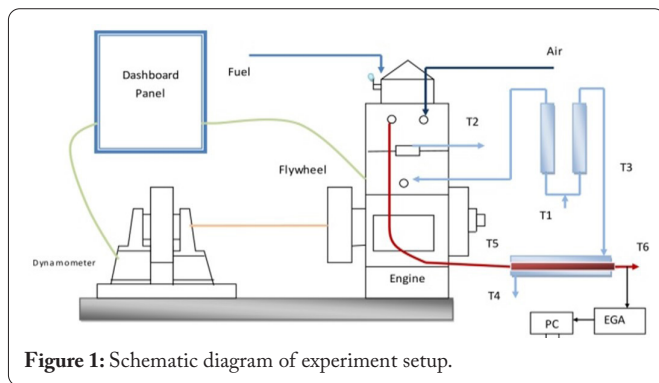 Fuel
Air
Dashboard
Panel
T2
Flywheel
T3
T1
T5
T6
Dynamometer
Engine
T4
PC
EGA
Figure 1: Schematic diagram of experiment setup.